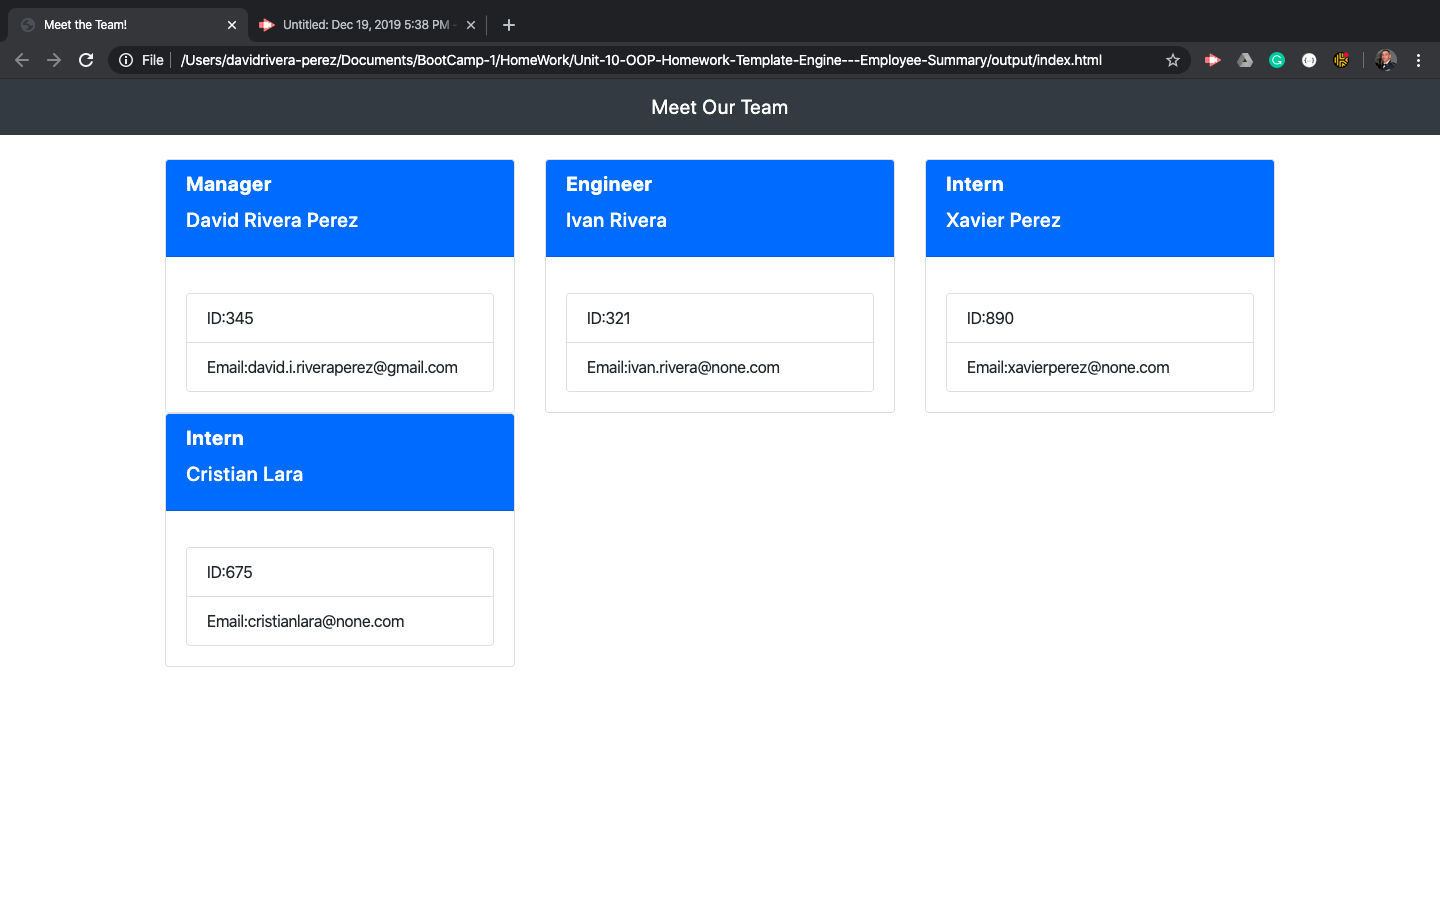 Meet the Team!
Untitled: Dec 19, 2019 5:38 PM -
File
/Users/davidrivera-perez/Documents/BootCamp-1/HomeWork/Unit-10-OOP-Homework-Template-Engine---Employee-Summary/output/index.html
Meet Our Team
Manager
David Rivera Perez
ID:345
Email:david.i.riveraperez@gmail.com
Engineer
Ivan Rivera
ID:321
Email:ivan.rivera@none.com
Intern
Xavier Perez
ID:890
Email:xavierperez@none.com
Intern
Cristian Lara
ID:675
Email:cristianlara@none.com